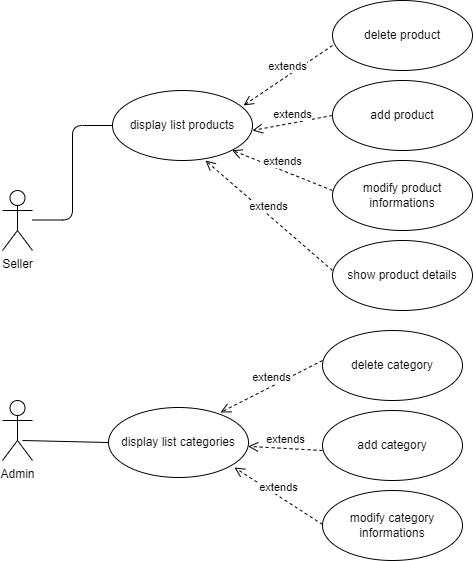 delete product
extends
display list products
extends
add product
extends
modify product
informations
extends
Seller
show product details
delete category
extends
display list categories
extends
add category
Admin
extends
modify category
informations